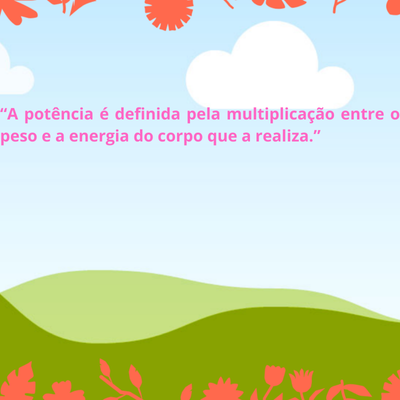 “A potência é definida pela multiplicação entre o
peso e a energia do corpo que a realiza.”